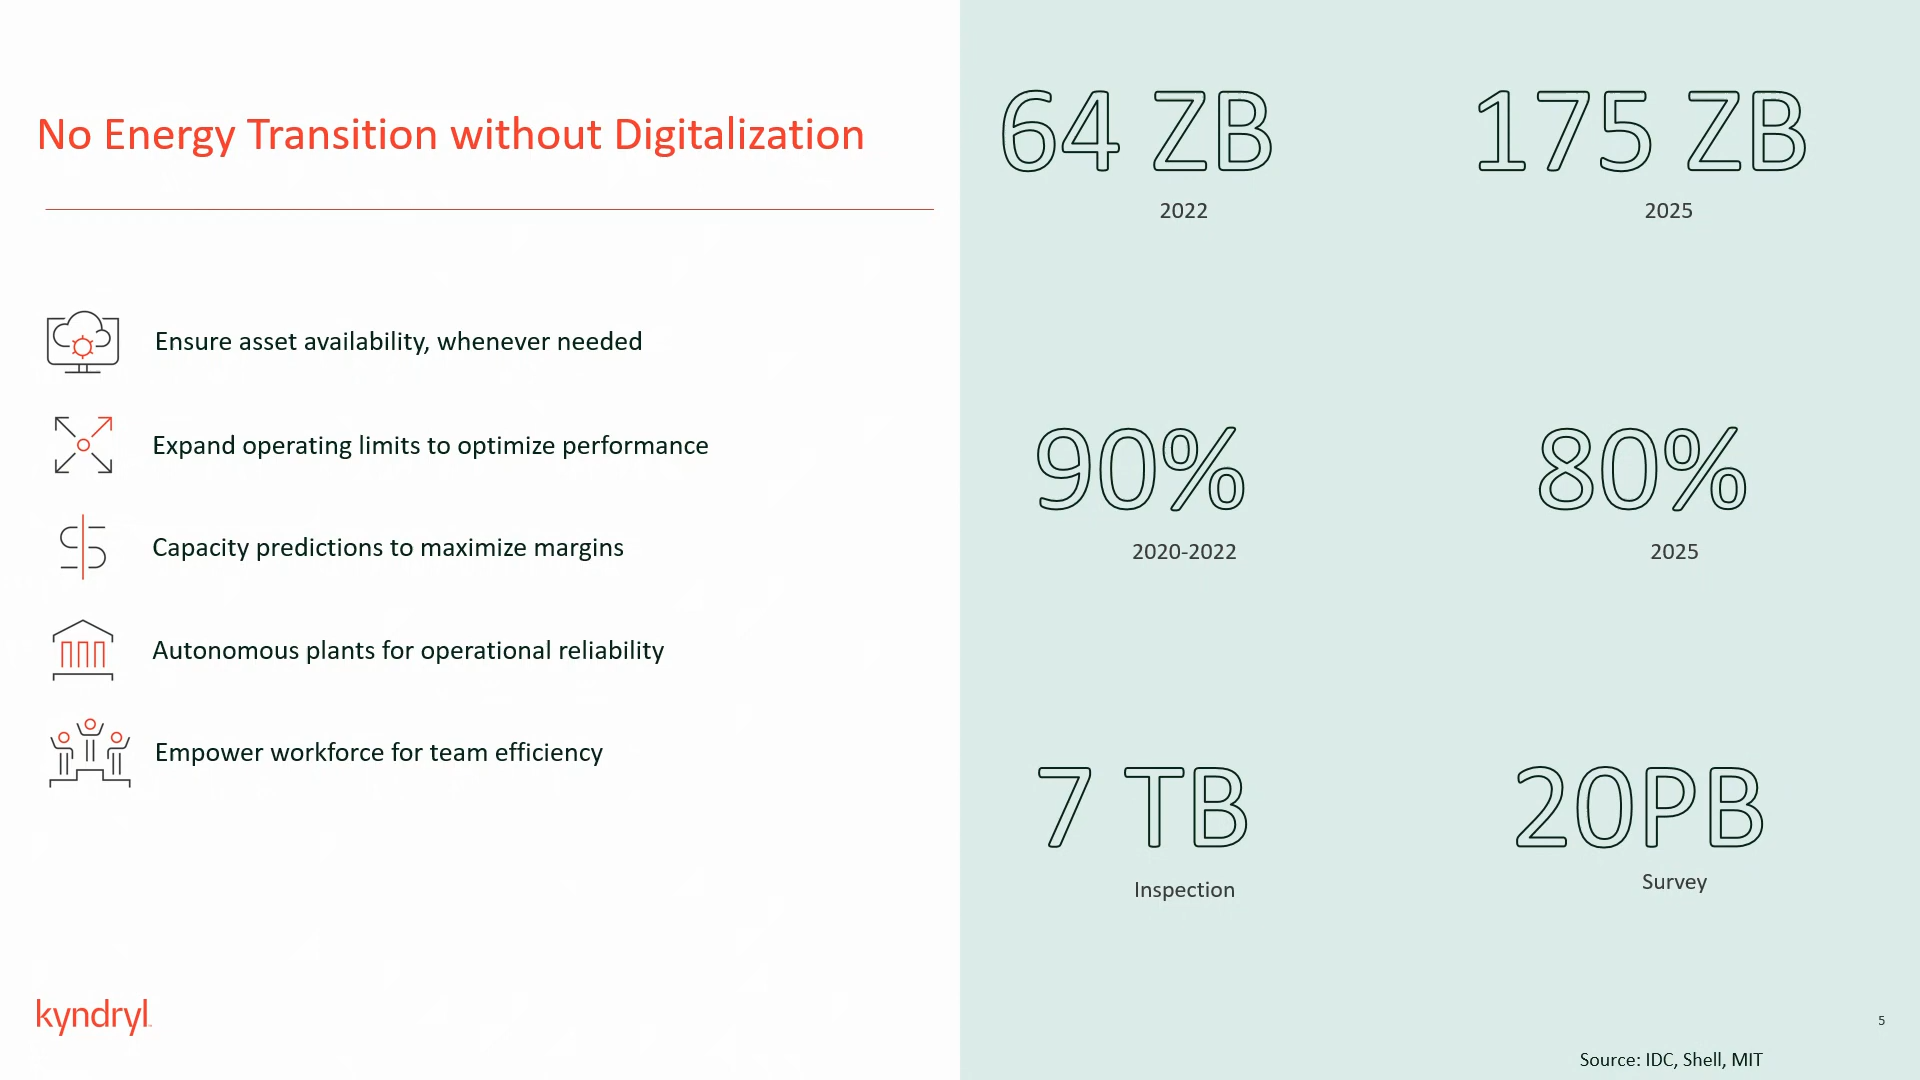 No Energy Transition without Digitalization
Ensure asset availability, whenever needed
Expand operating limits to optimize performance
Capacity predictions to maximize margins
Autonomous plants for operational reliability
Empower workforce for team efficiency
kyndryl
64 ZB
2022
175 ZB
2025
90%
2020-2022
80%
2025
7 TB
Inspection
20PB
Survey
5
Source: IDC, Shell, MIT